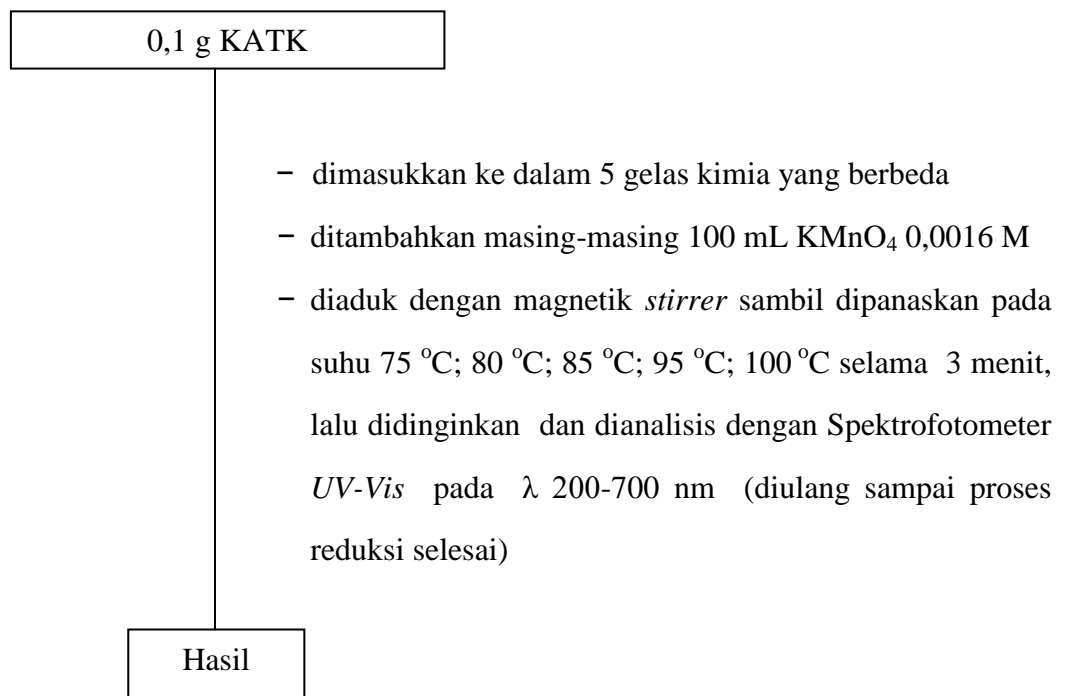 0,1 g KATK
− dimasukkan ke dalam 5 gelas kimia yang berbeda
− ditambahkan masing-masing 100 mL KMnO₄ 0,0016 M
− diaduk dengan magnetik stirrer sambil dipanaskan pada
suhu 75 °C; 80 °C; 85 °C; 95 °C; 100 °C selama 3 menit,
lalu didinginkan dan dianalisis dengan Spektrofotometer
UV-Vis pada λ 200-700 nm (diulang sampai proses
reduksi selesai)
Hasil